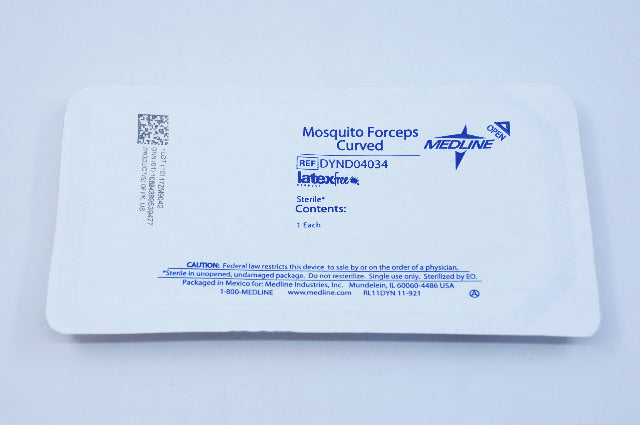 Mosquito Forceps
Curved
REF DYND04034
latexfree
Sterile*
Contents:
1 Each
MEDLINE
OPEN
CAUTION: Federal law restricts this device to sale by or on the order of a physician.
*Sterile in unopened, undamaged package. Do not resterilize. Single use only. Sterilized by EO.
Packaged in Mexico for: Medline Industries, Inc. Mundelein, IL 60060-4486 USA
1-800-MEDLINE www.medline.com RL11DYN 11-921
A